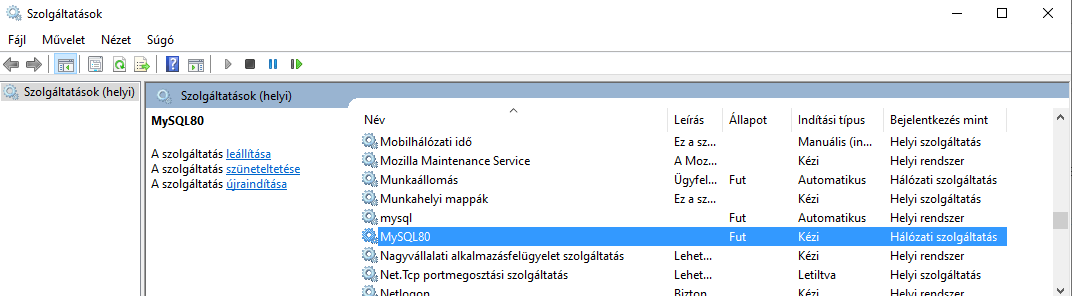 Szolgáltatások
Fájl Művelet Nézet Súgó
Szolgáltatások (helyi)
Szolgáltatások (helyi)
MySQL80
A szolgáltatás leállítása
A szolgáltatás szüneteltetése
A szolgáltatás újraindítása
Név Leírás Állapot Indítási típus Bejelentkezés mint
Mobilhálózati idő Ez a sz... Manuális (in... Helyi szolgáltatás
Mozilla Maintenance Service A Moz... Kézi Helyi rendszer
Munkaállomás Ügyfel... Fut Automatikus Hálózati szolgáltatás
Munkahelyi mappák Ez a sz... Kézi Helyi szolgáltatás
mysql Fut Automatikus Helyi rendszer
MySQL80 Fut Kézi Hálózati szolgáltatás
Nagyvállalati alkalmazásfelügyelet szolgáltatás Lehet... Kézi Helyi rendszer
Net.Tcp portmegosztási szolgáltatás Lehet... Letiltva Helyi szolgáltatás
Netlogon Bizton Kézi Helyi rendszer